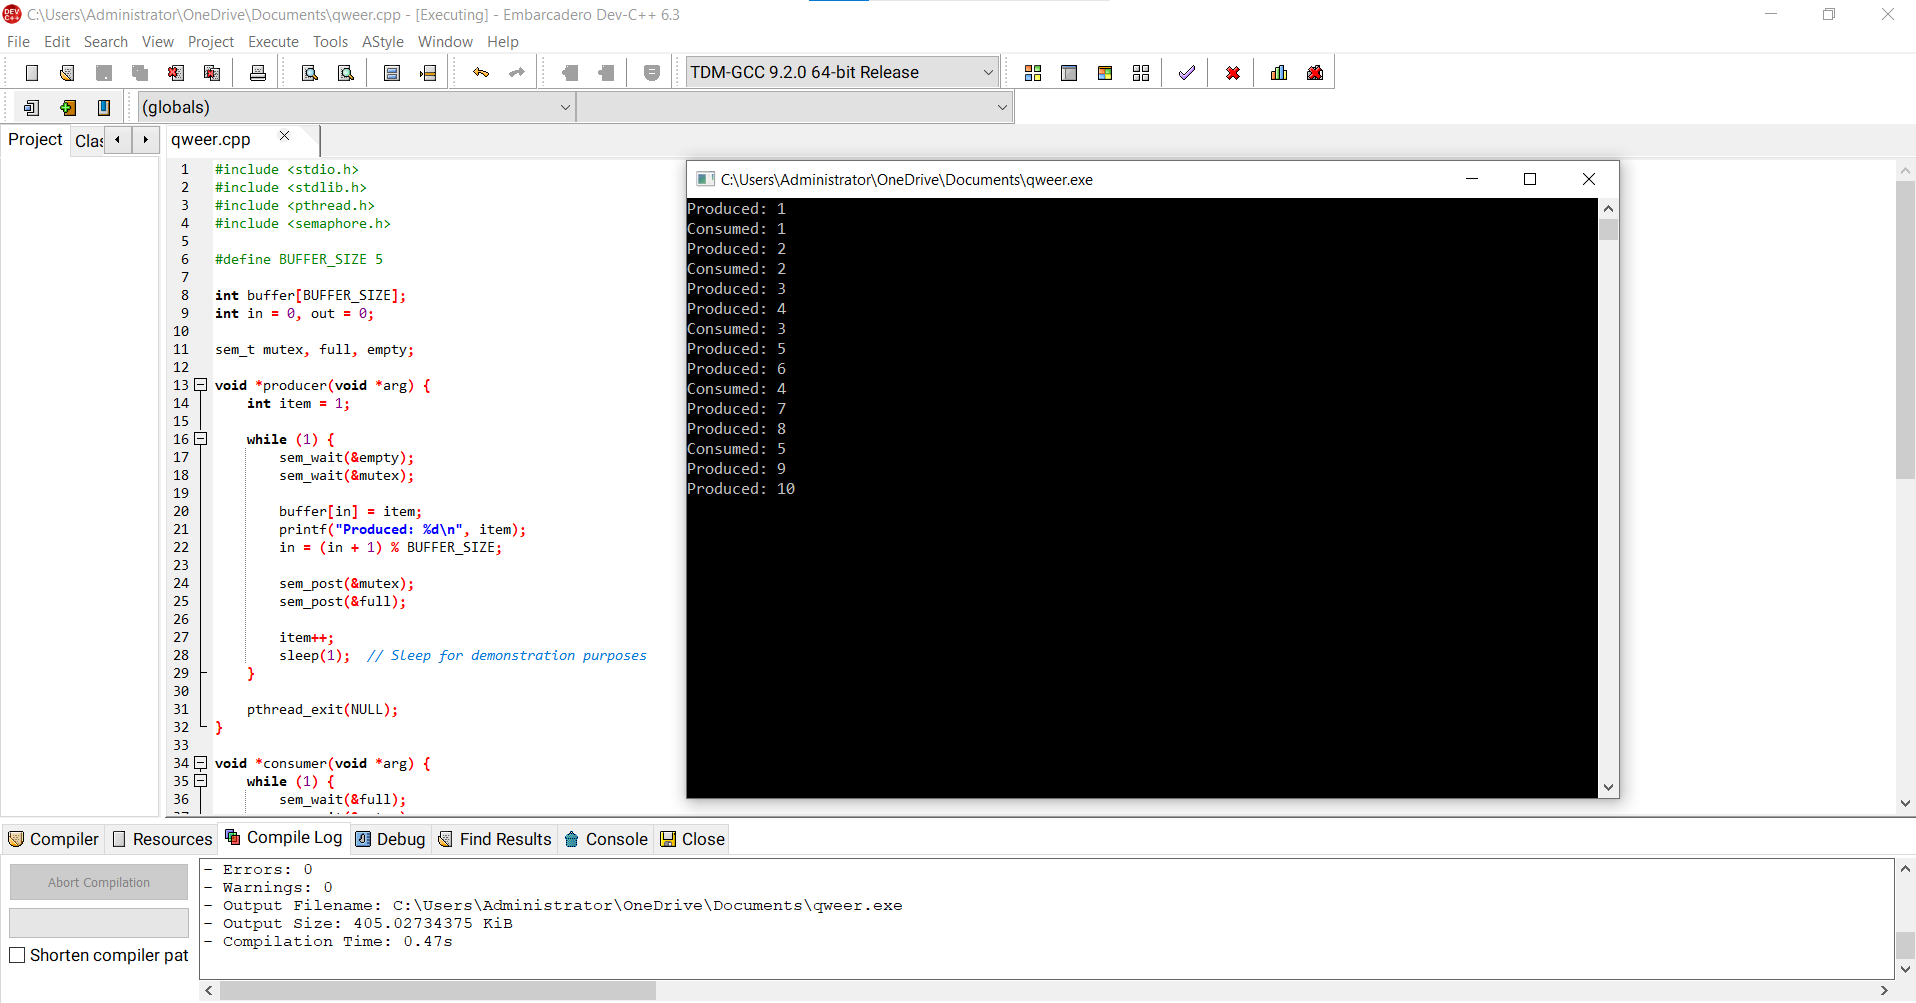 C:\Users\Administrator\OneDrive\Documents\qweer.cpp - [Executing] - Embarcadero Dev-C++ 6.3
File Edit Search View Project Execute Tools AStyle Window Help
TDM-GCC 9.2.0 64-bit Release
(globals)
Project Clas qweer.cpp
1 #include <stdio.h>
2 #include <stdlib.h>
3 #include <pthread.h>
4 #include <semaphore.h>
5
6 #define BUFFER_SIZE 5
7
8 int buffer[BUFFER_SIZE];
9 int in = 0, out = 0;
10
11 sem_t mutex, full, empty;
12
13 void *producer(void *arg) {
14 int item = 1;
15
16 while (1) {
17 sem_wait(&empty);
18 sem_wait(&mutex);
19
20 buffer[in] = item;
21 printf("Produced: %d\n", item);
22 in = (in + 1) % BUFFER_SIZE;
23
24 sem_post(&mutex);
25 sem_post(&full);
26
27 item++;
28 sleep(1); // Sleep for demonstration purposes
29 }
30
31 pthread_exit(NULL);
32 }
33
34 void *consumer(void *arg) {
35 while (1) {
36 sem_wait(&full);
C:\Users\Administrator\OneDrive\Documents\qweer.exe
Produced: 1
Consumed: 1
Produced: 2
Consumed: 2
Produced: 3
Produced: 4
Consumed: 3
Produced: 5
Produced: 6
Consumed: 4
Produced: 7
Produced: 8
Consumed: 5
Produced: 9
Produced: 10
Compiler Resources Compile Log Debug Find Results Console Close
Abort Compilation
Shorten compiler pat
- Errors: 0
- Warnings: 0
- Output Filename: C:\Users\Administrator\OneDrive\Documents\qweer.exe
- Output Size: 405.02734375 KiB
- Compilation Time: 0.47s